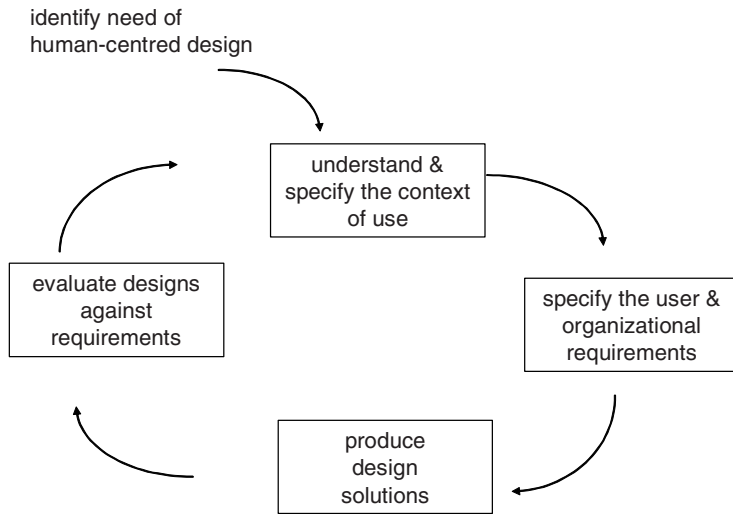 identify need of
human-centred design
understand &
specify the context
of use
specify the user &
organizational
requirements
produce
design
solutions
evaluate designs
against
requirements